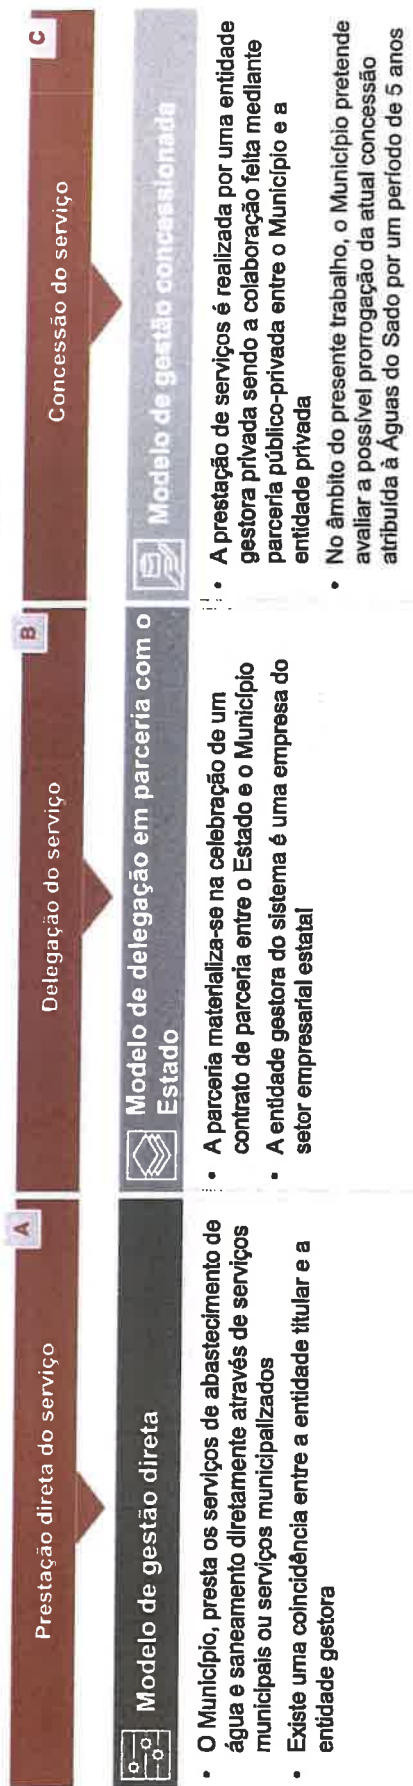 A
Prestação direta do serviço
Modelo de gestão direta
• O Município, presta os serviços de abastecimento de
água e saneamento diretamente através de serviços
municipais ou serviços municipalizados
• Existe uma coincidência entre a entidade titular e a
entidade gestora
B
Delegação do serviço
Modelo de delegação em parceria com o
Estado
• A parceria materializa-se na celebração de um
contrato de parceria entre o Estado e o Município
• A entidade gestora do sistema é uma empresa do
setor empresarial estatal
C
Concessão do serviço
Modelo de gestão concessionada
• A prestação de serviços é realizada por uma entidade
gestora privada sendo a colaboração feita mediante
parceria público-privada entre o Município e a
entidade privada
• No âmbito do presente trabalho, o Município pretende
avaliar a possível prorrogação da atual concessão
atribuída à Águas do Sado por um período de 5 anos